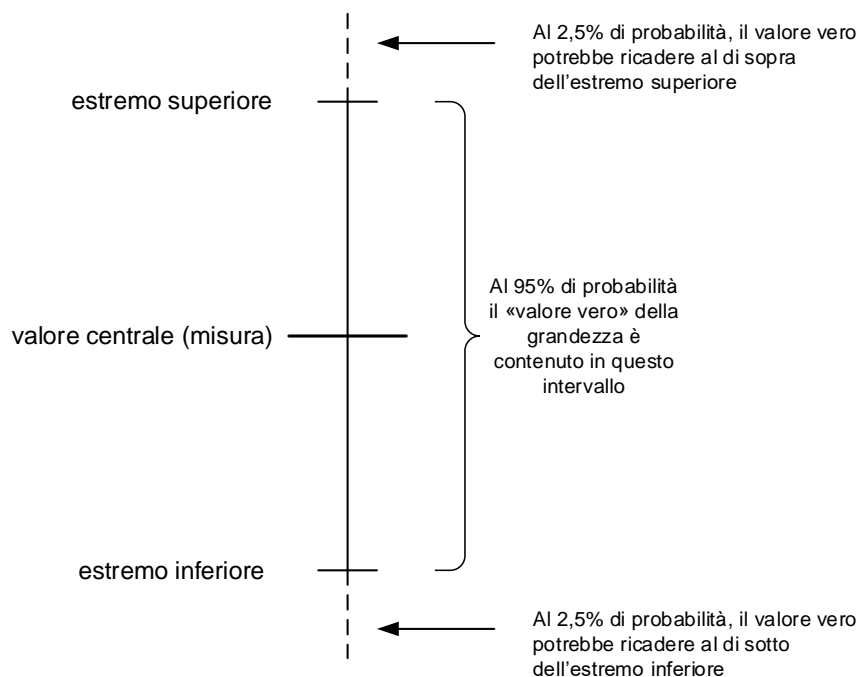 Al 2,5% di probabilità, il valore vero
potrebbe ricadere al di sopra
dell'estremo superiore
estremo superiore
Al 95% di probabilità
il «valore vero» della
grandezza è
contenuto in questo
intervallo
valore centrale (misura)
estremo inferiore
Al 2,5% di probabilità, il valore vero
potrebbe ricadere al di sotto
dell'estremo inferiore